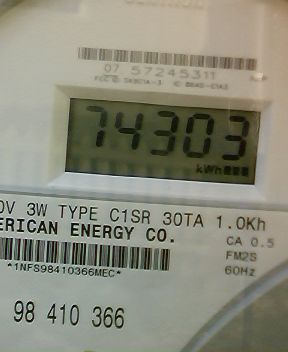 07 57245311
74303
kWh
0V 3W TYPE C1SR 30TA 1.0Kh
ERICAN ENERGY CO.
CA 0.5
FM2S
*1NFS98410366MEC*
60Hz
98 410 366